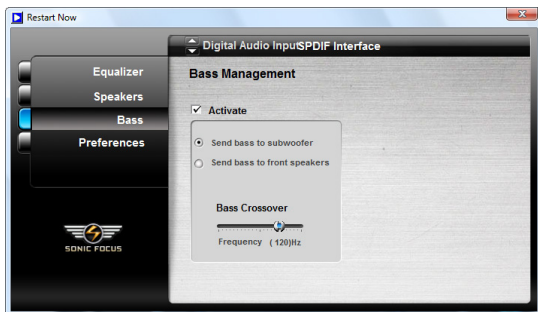 Restart Now
Digital Audio InputSPDIF Interface
Equalizer
Speakers
Bass
Preferences
SONIC FOCUS
Bass Management
Activate
Send bass to subwoofer
Send bass to front speakers
Bass Crossover
Frequency ( 120)Hz